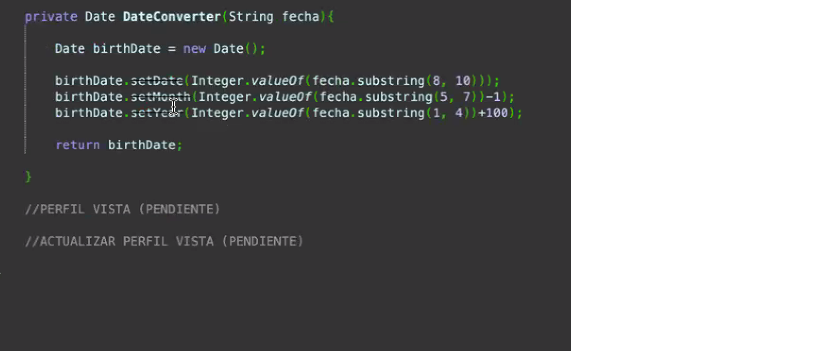 private Date DateConverter(String fecha){
Date birthDate = new Date();
birthDate.setDate(Integer.valueOf(fecha.substring(8, 10)));
birthDate.setMonth(Integer.valueOf(fecha.substring(5, 7))-1);
birthDate.setYear(Integer.valueOf(fecha.substring(1, 4))+100);
return birthDate;
}
//PERFIL VISTA (PENDIENTE)
//ACTUALIZAR PERFIL VISTA (PENDIENTE)